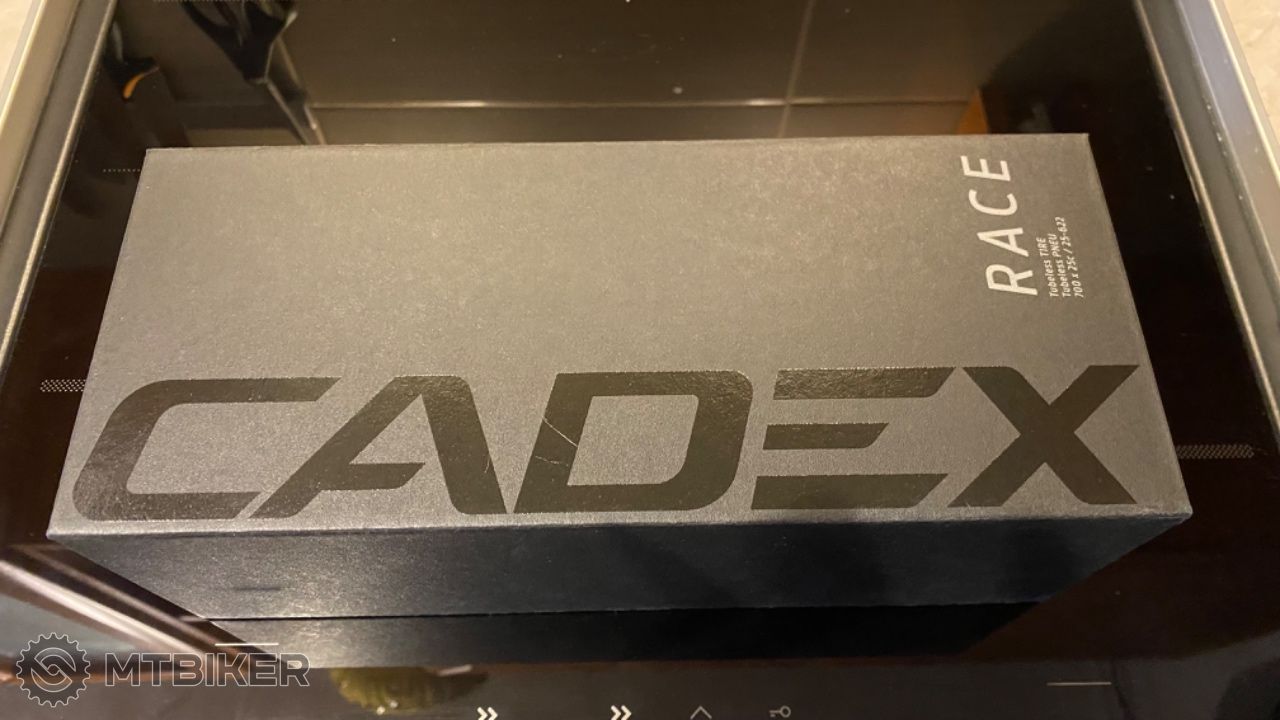 RACE
Tubeless TIRE
Tubeless PNEU
700 x 25c / 25-622
CADEX
MTBIKER